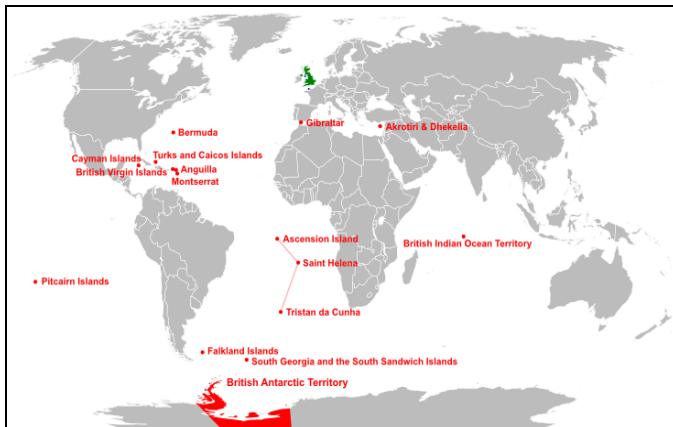 Bermuda
Gibraltar
Akrotiri & Dhekelia
Cayman Islands
Turks and Caicos Islands
British Virgin Islands
Anguilla
Montserrat
Ascension Island
British Indian Ocean Territory
Saint Helena
Pitcairn Islands
Tristan da Cunha
Falkland Islands
South Georgia and the South Sandwich Islands
British Antarctic Territory